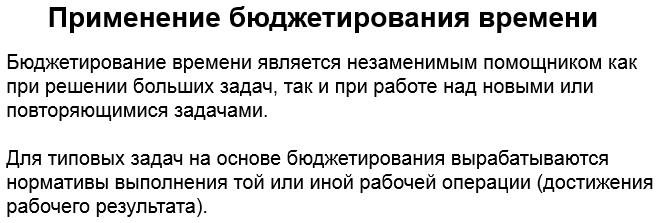 Применение бюджетирования времени
Бюджетирование времени является незаменимым помощником как
при решении больших задач, так и при работе над новыми или
повторяющимися задачами.
Для типовых задач на основе бюджетирования вырабатываются
нормативы выполнения той или иной рабочей операции (достижения
рабочего результата).